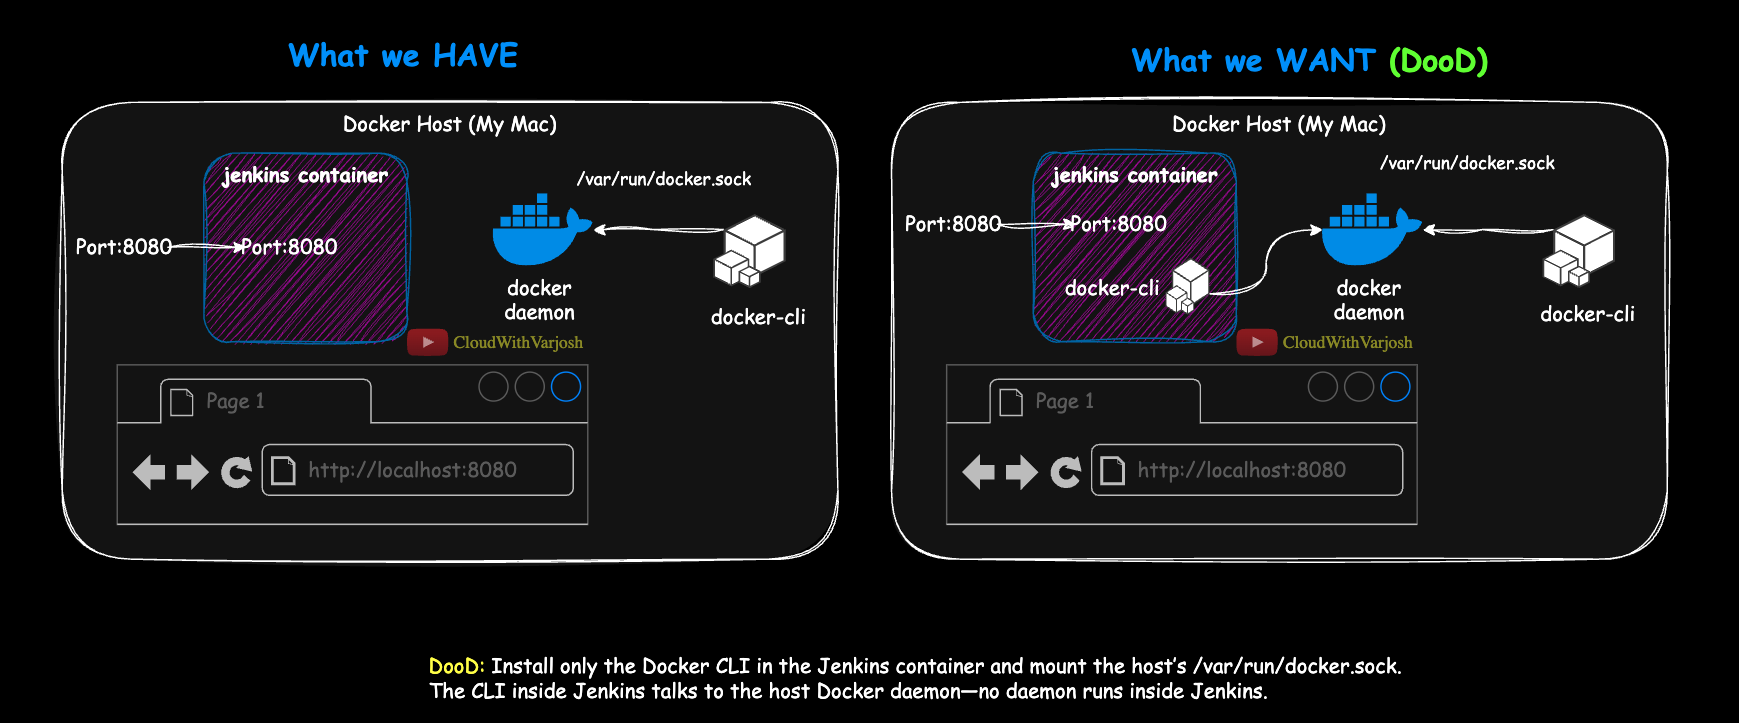 What we HAVE
Docker Host (My Mac)
jenkins container
/var/run/docker.sock
Port:8080
Port:8080
docker
daemon
docker-cli
CloudWithVarjosh
Page 1
http://localhost:8080
What we WANT (DooD)
Docker Host (My Mac)
jenkins container
/var/run/docker.sock
Port:8080
Port:8080
docker-cli
docker
daemon
docker-cli
CloudWithVarjosh
Page 1
http://localhost:8080
DooD: Install only the Docker CLI in the Jenkins container and mount the host's /var/run/docker.sock.
The CLI inside Jenkins talks to the host Docker daemon—no daemon runs inside Jenkins.